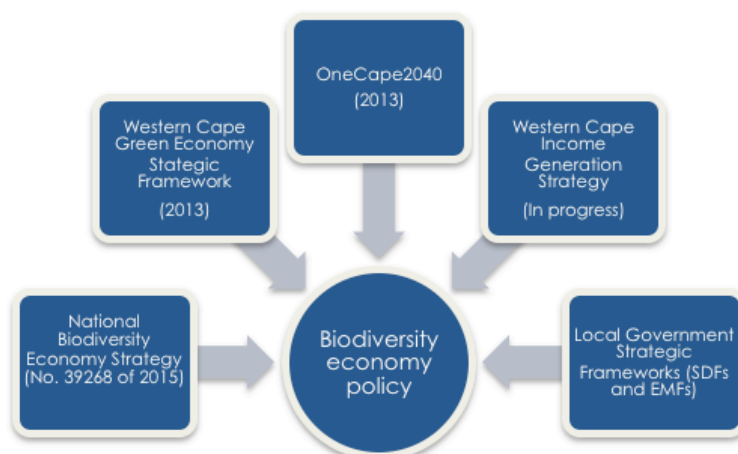 OneCape2040
(2013)
Western Cape
Green Economy
Stategic
Framework
(2013)
Western Cape
Income
Generation
Strategy
(In progress)
National
Biodiversity
Economy Strategy
(No. 39268 of 2015)
Biodiversity
economy
policy
Local Government
Strategic
Frameworks (SDFs
and EMFs)